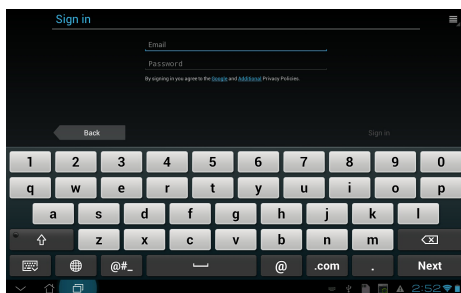 Sign in
Email
Password
By signing in you agree to the Google and Additional Privacy Policies.
Back
Sign in
1 2 3 4 5 6 7 8 9 0
q w e r t y u i o p
a s d f g h j k l
z x c v b n m
@#_ @ .com . Next
2:52